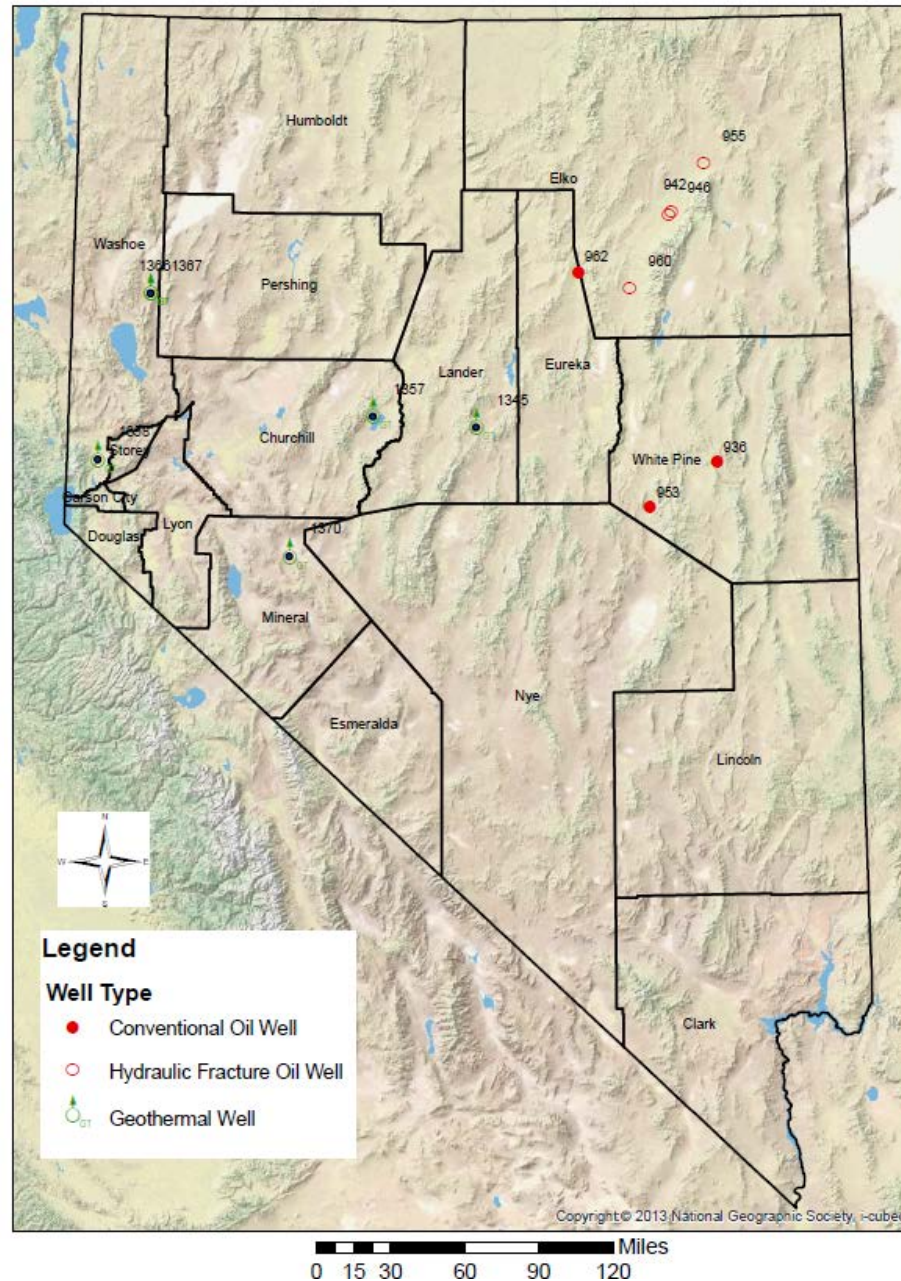 Humboldt
955
Elko
942 946
Washoe
962
1366 1367
960
Pershing
Lander
Eureka
1357
1345
Churchill
Storey
White Pine
936
953
Carson City
Lyon
Douglas
1370
Mineral
Nye
Esmeralda
Lincoln
N
W E
S
Legend
Well Type
Conventional Oil Well
Hydraulic Fracture Oil Well
GT Geothermal Well
Clark
Copyright:© 2013 National Geographic Society, i-cubed
Miles
0 15 30 60 90 120